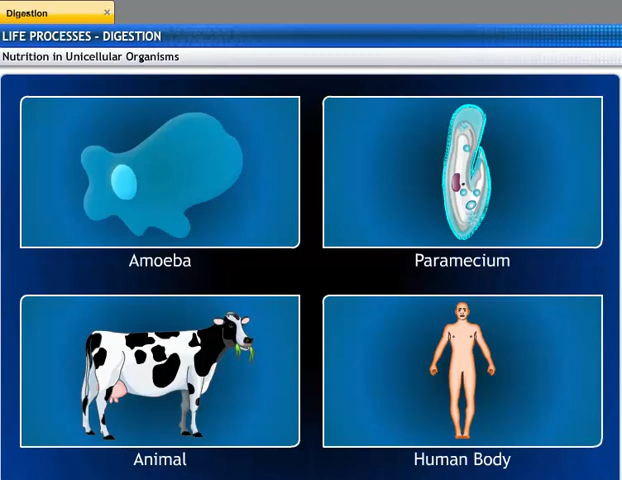 Digestion
LIFE PROCESSES - DIGESTION
Nutrition in Unicellular Organisms
Amoeba
Paramecium
Animal
Human Body